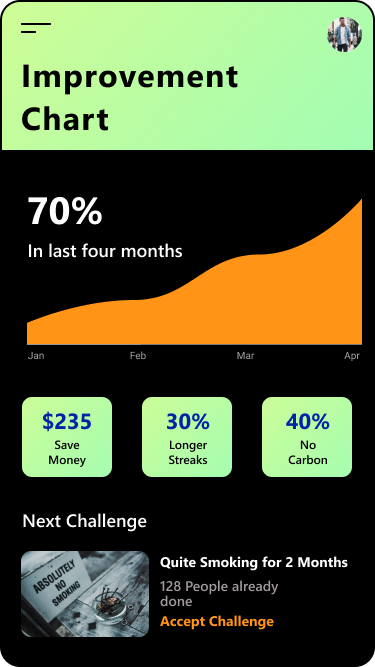 Improvement
Chart
70%
In last four months
Jan Feb Mar Apr
$235
Save
Money
30%
Longer
Streaks
40%
No
Carbon
Next Challenge
ABSOLUTELY
NO
SMOKING
Quite Smoking for 2 Months
128 People already
done
Accept Challenge